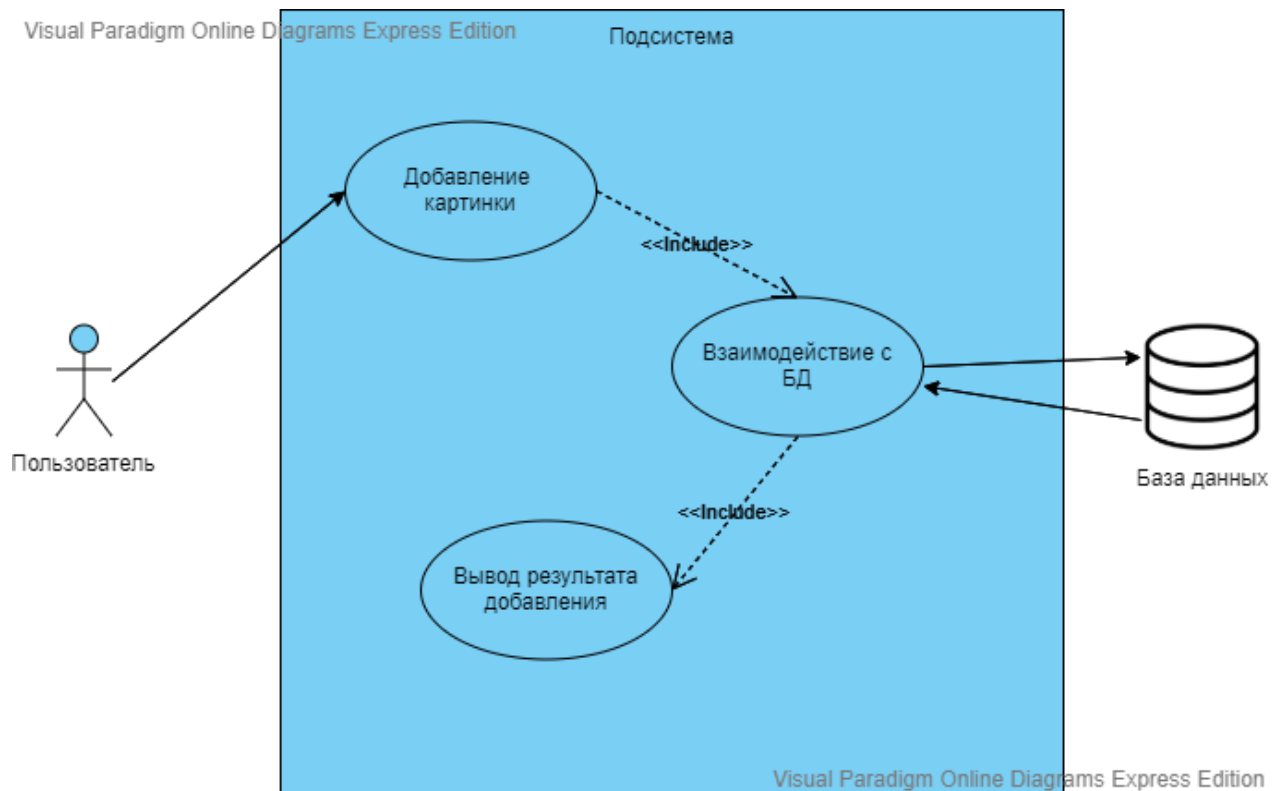 Visual Paradigm Online Diagrams Express Edition
Подсистема
Добавление
картинки
<<Include>>
Взаимодействие с
БД
Пользователь
База данных
<<Include>>
Вывод результата
добавления
Visual Paradigm Online Diagrams Express Edition